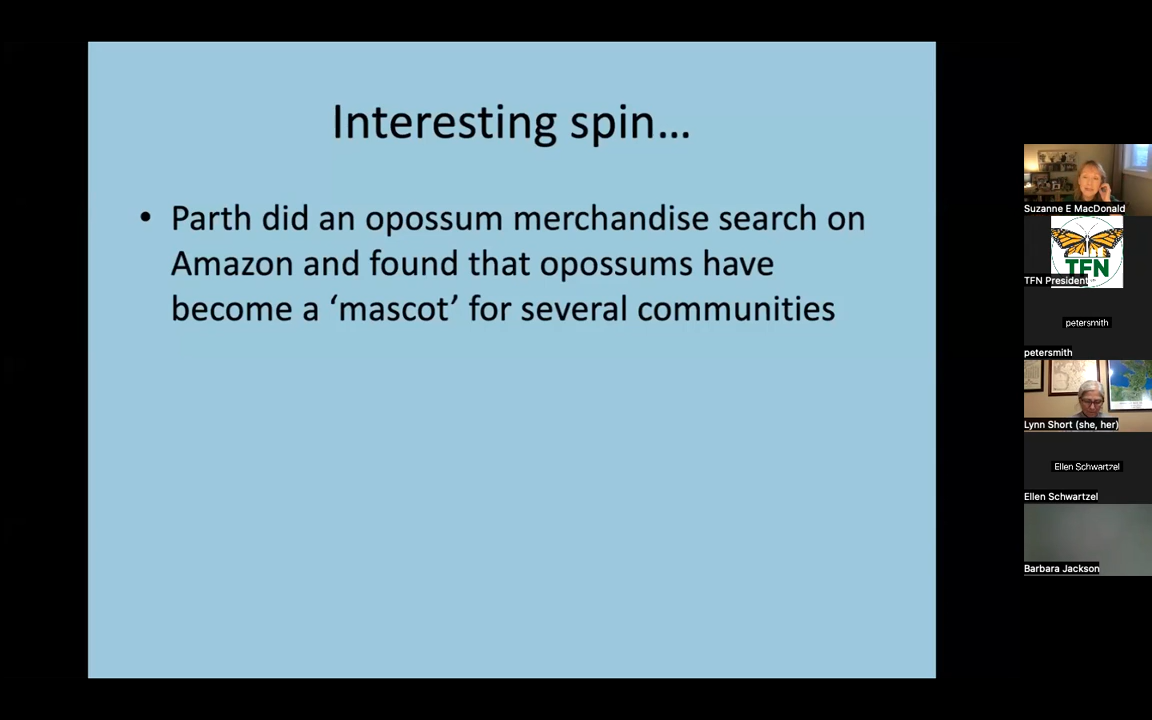 Interesting spin...
• Parth did an opossum merchandise search on
Amazon and found that opossums have
become a ‘mascot’ for several communities
Suzanne E MacDonald
TFN
TFN President
petersmith
petersmith
Lynn Short (she, her)
Ellen Schwartzel
Ellen Schwartzel
Barbara Jackson